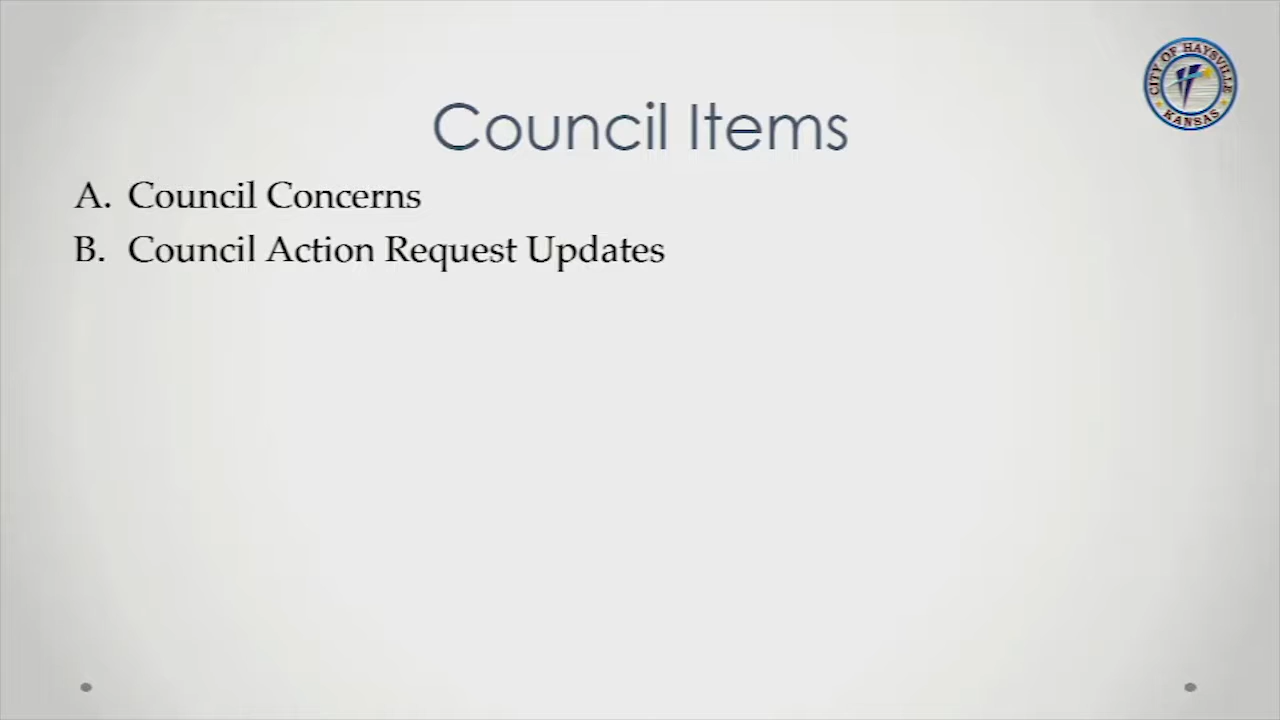 CITY OF HAYSVILLE
KANSAS
Council Items
A. Council Concerns
B. Council Action Request Updates